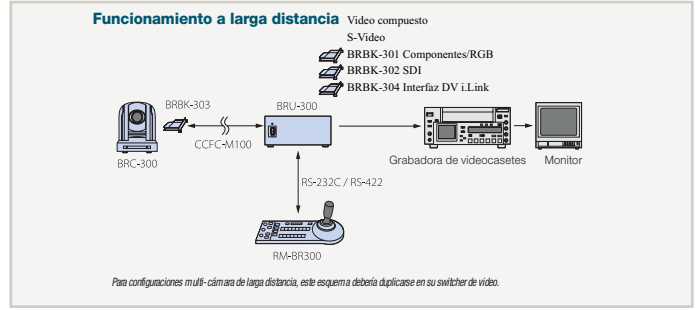 Funcionamiento a larga distancia
Video compuesto
S-Video
BRBK-301 Componentes/RGB
BRBK-302 SDI
BRBK-304 Interfaz DV i.Link
BRBK-303
BRU-300
CCFC-M100
BRC-300
Grabadora de videocasetes
Monitor
RS-232C / RS-422
RM-BR300
Para configuraciones multi-cámara de larga distancia, este esquema debería duplicarse en su switcher de video.